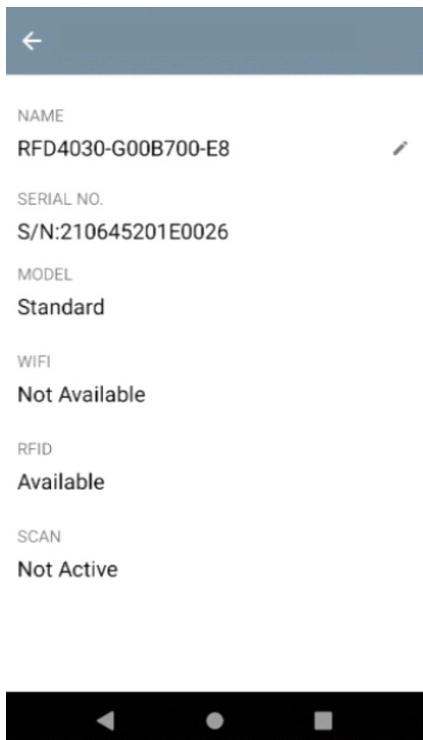 NAME
RFD4030-G00B700-E8
SERIAL NO.
S/N:210645201E0026
MODEL
Standard
WIFI
Not Available
RFID
Available
SCAN
Not Active